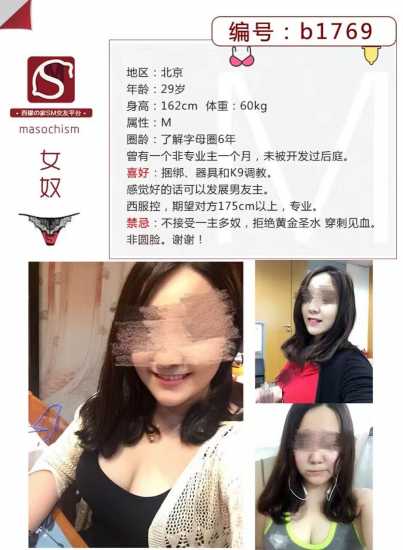 编号：b1769
S
·西橡の家SM交友平台·
masochism
女奴
地区：北京
年龄：29岁
身高：162cm 体重：60kg
属性：M
圈龄：了解字母圈6年
曾有一个非专业主一个月，未被开发过后庭。
喜好：捆绑、器具和K9调教。
感觉好的话可以发展男友主。
西服控，期望对方175cm以上，专业。
禁忌：不接受一主多奴，拒绝黄金圣水 穿刺见血。
非圆脸。谢谢！
M